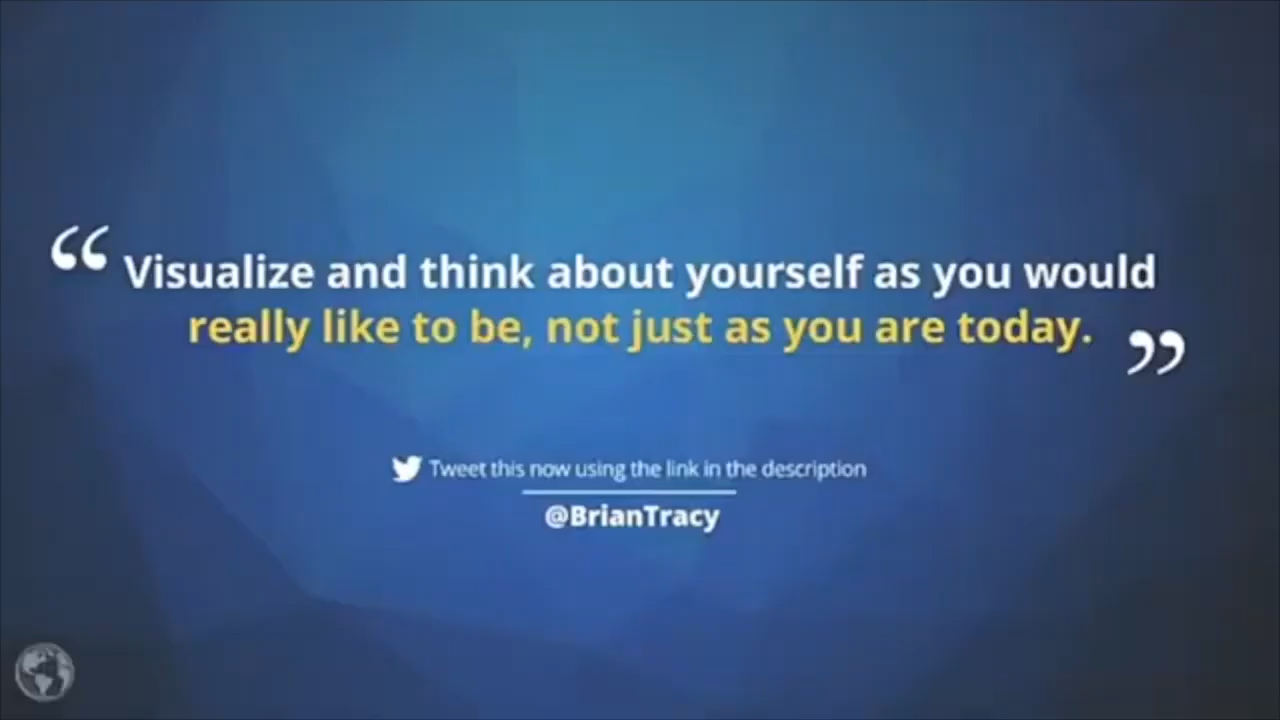 “ Visualize and think about yourself as you would
really like to be, not just as you are today. ”
Tweet this now using the link in the description
@BrianTracy